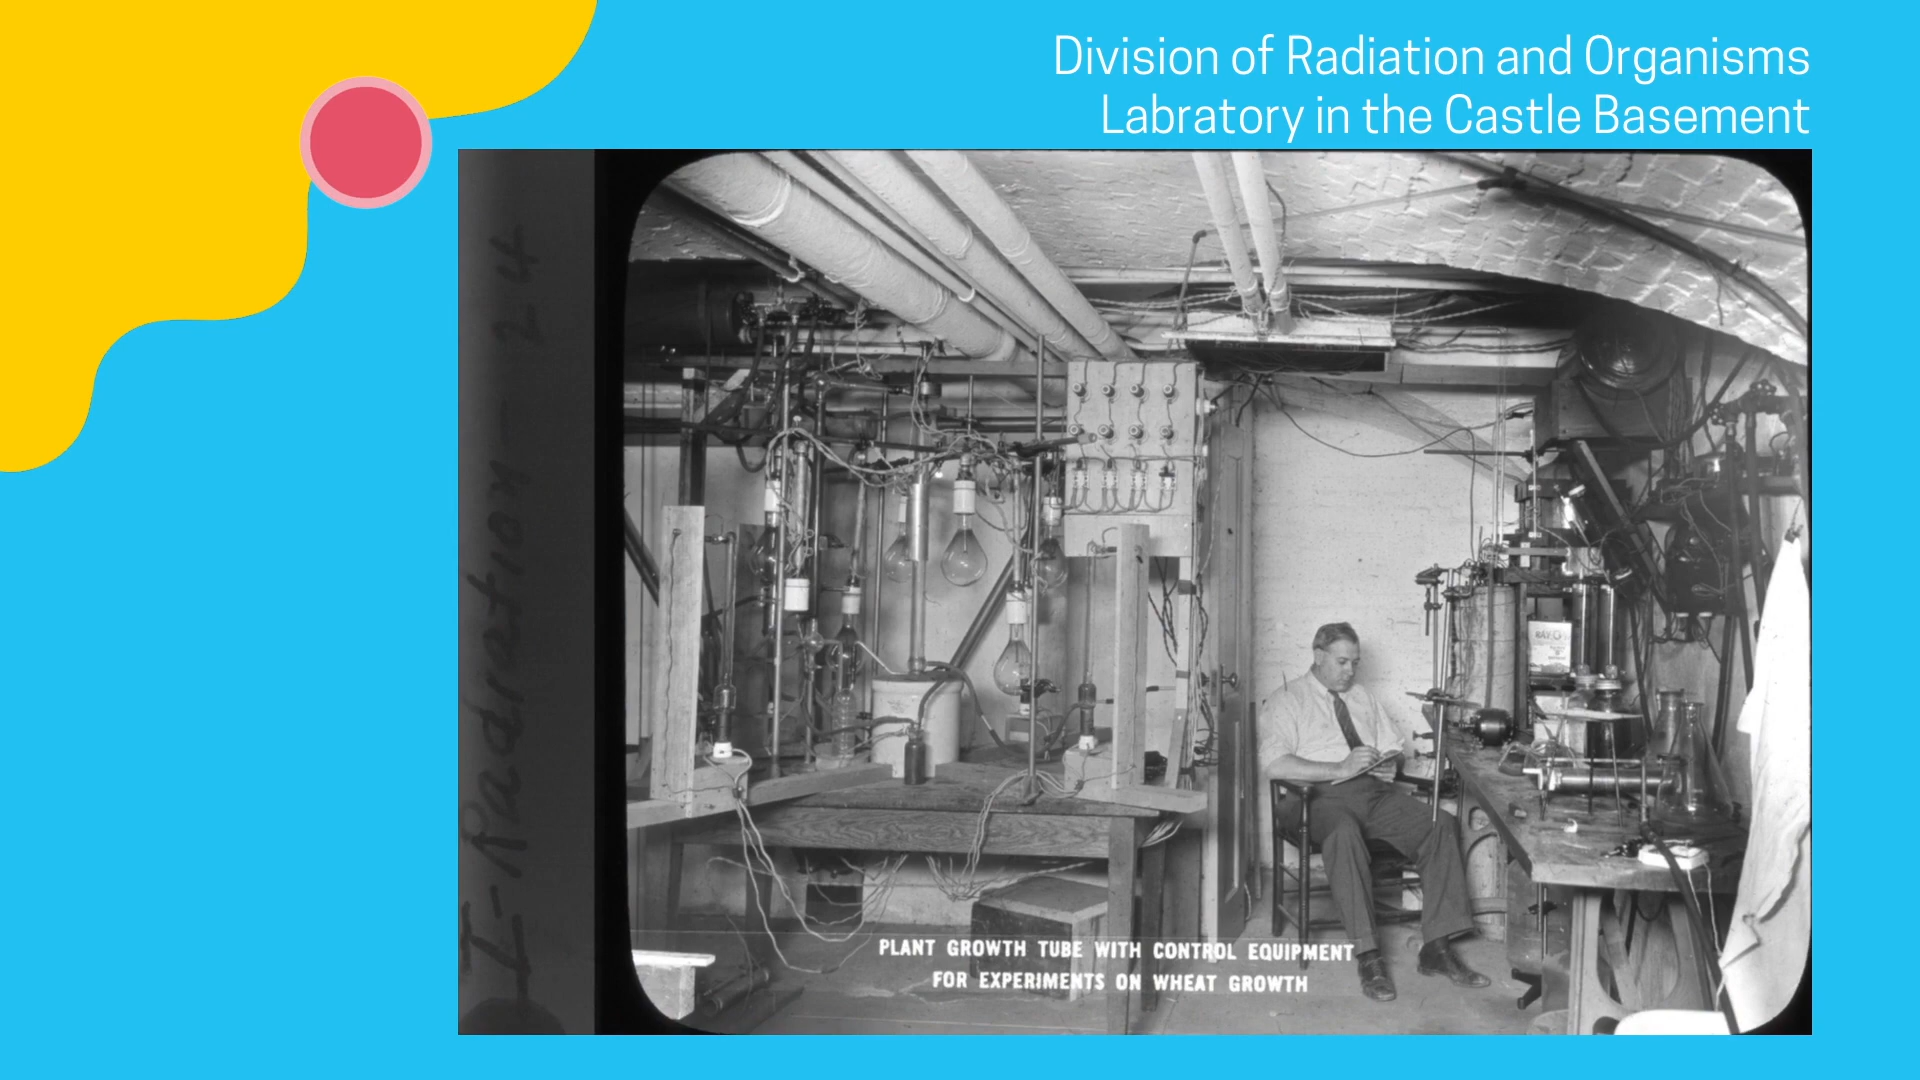 Division of Radiation and Organisms
Labratory in the Castle Basement
I-Radiation-24
PLANT GROWTH TUBE WITH CONTROL EQUIPMENT
FOR EXPERIMENTS ON WHEAT GROWTH